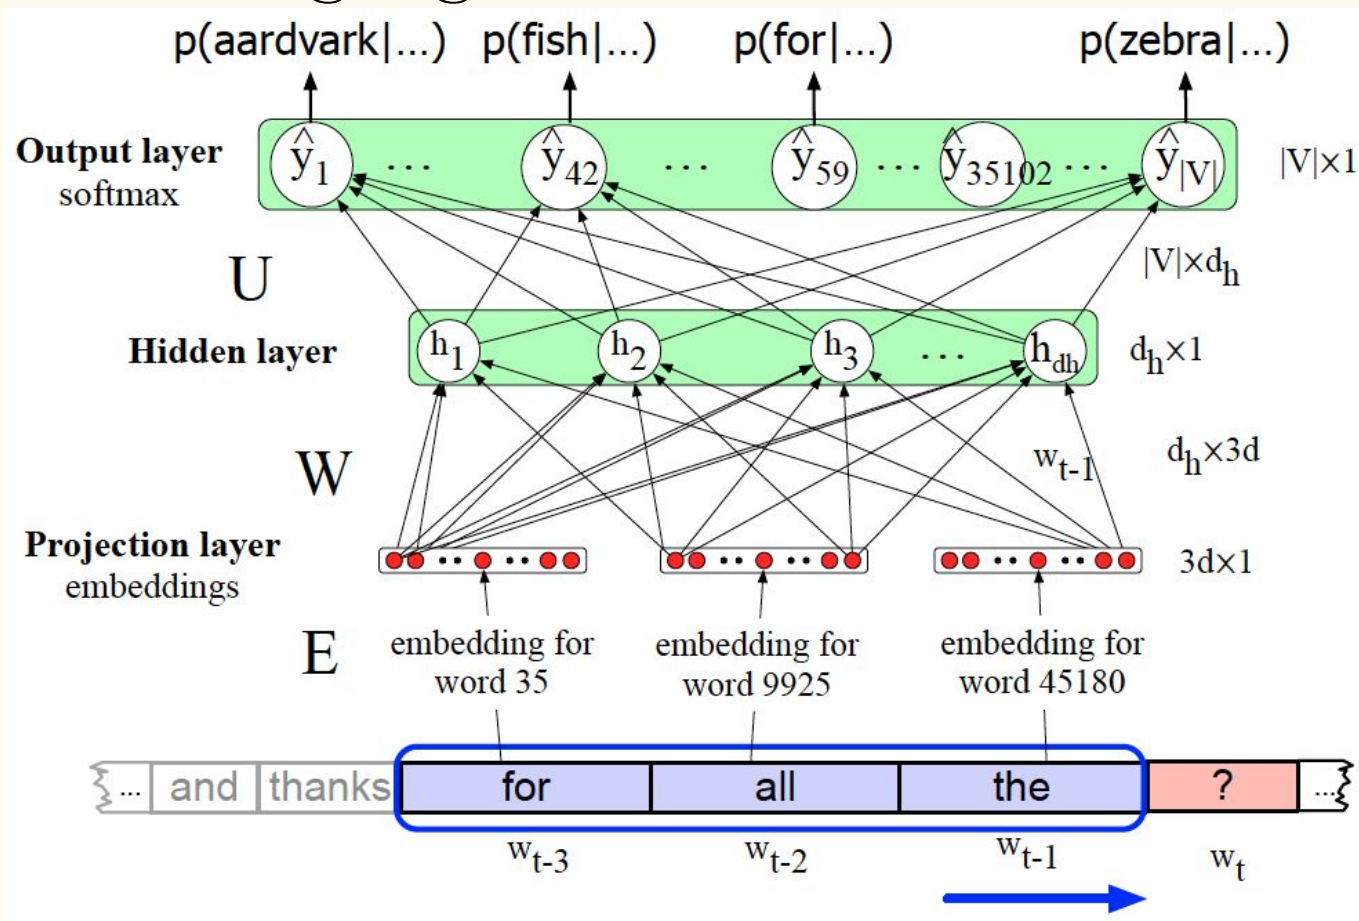 p(aardvark|...) p(fish|...) p(for|...) p(zebra|...)
Output layer
softmax
ŷ1 ... ŷ42 ... ŷ59 ... ŷ35102 ... ŷ|V|
|V|×1
U
|V|×dh
Hidden layer
h1 h2 h3 ... hdh
dh×1
W
wt-1
dh×3d
Projection layer
embeddings
3d×1
E
embedding for
word 35
embedding for
word 9925
embedding for
word 45180
... and thanks for all the ? ...
wt-3 wt-2 wt-1 wt